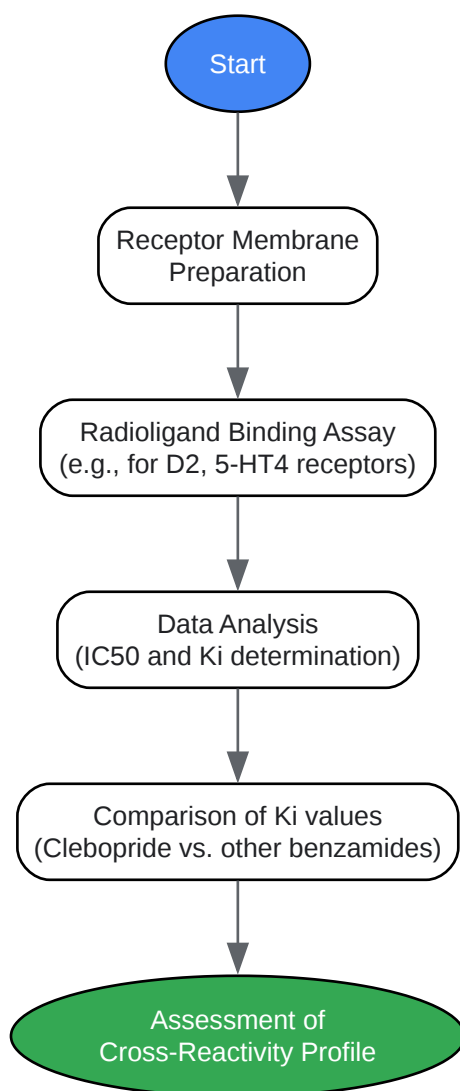 Start
Receptor Membrane
Preparation
Radioligand Binding Assay
(e.g., for D2, 5-HT4 receptors)
Data Analysis
(IC50 and Ki determination)
Comparison of Ki values
(Clebopride vs. other benzamides)
Assessment of
Cross-Reactivity Profile